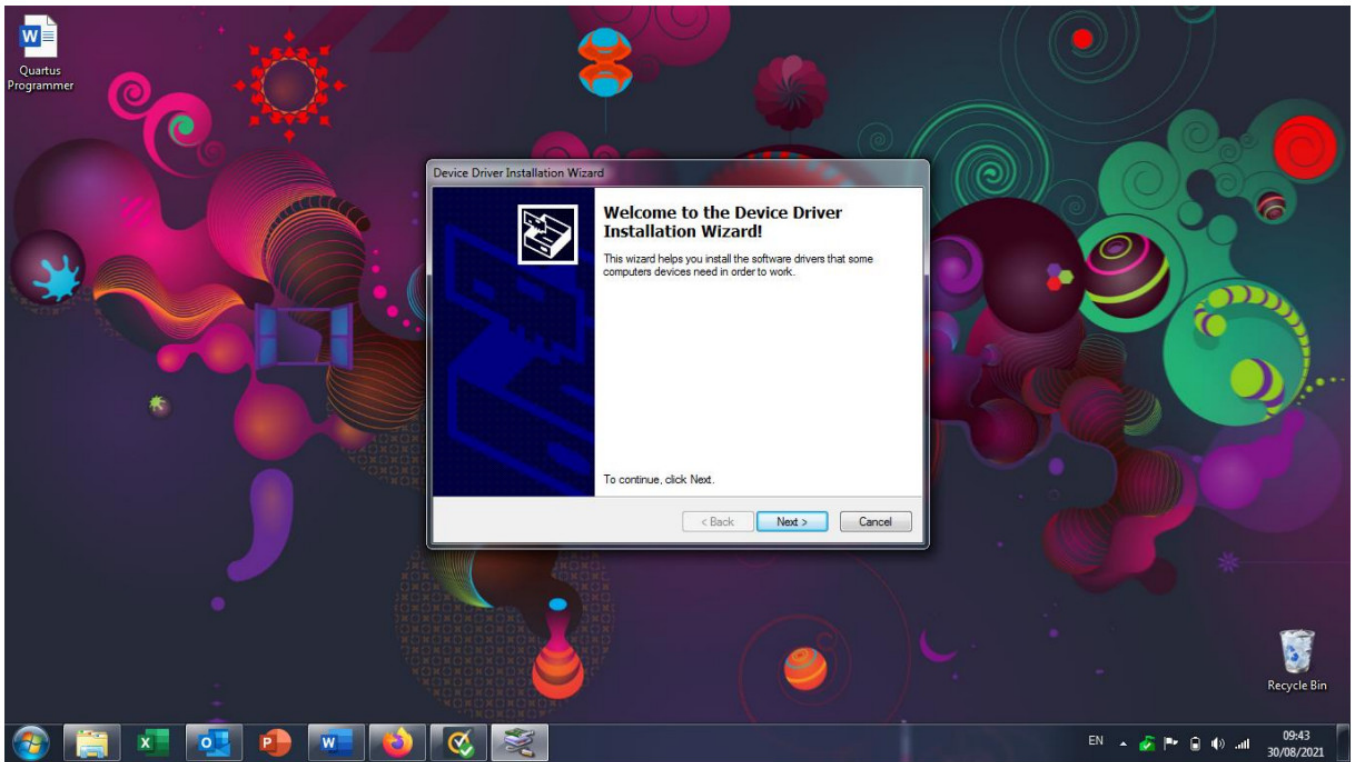 Quartus
Programmer
Device Driver Installation Wizard
Welcome to the Device Driver
Installation Wizard!
This wizard helps you install the software drivers that some
computers devices need in order to work.
To continue, click Next.
< Back
Next >
Cancel
Recycle Bin
EN
09:43
30/08/2021